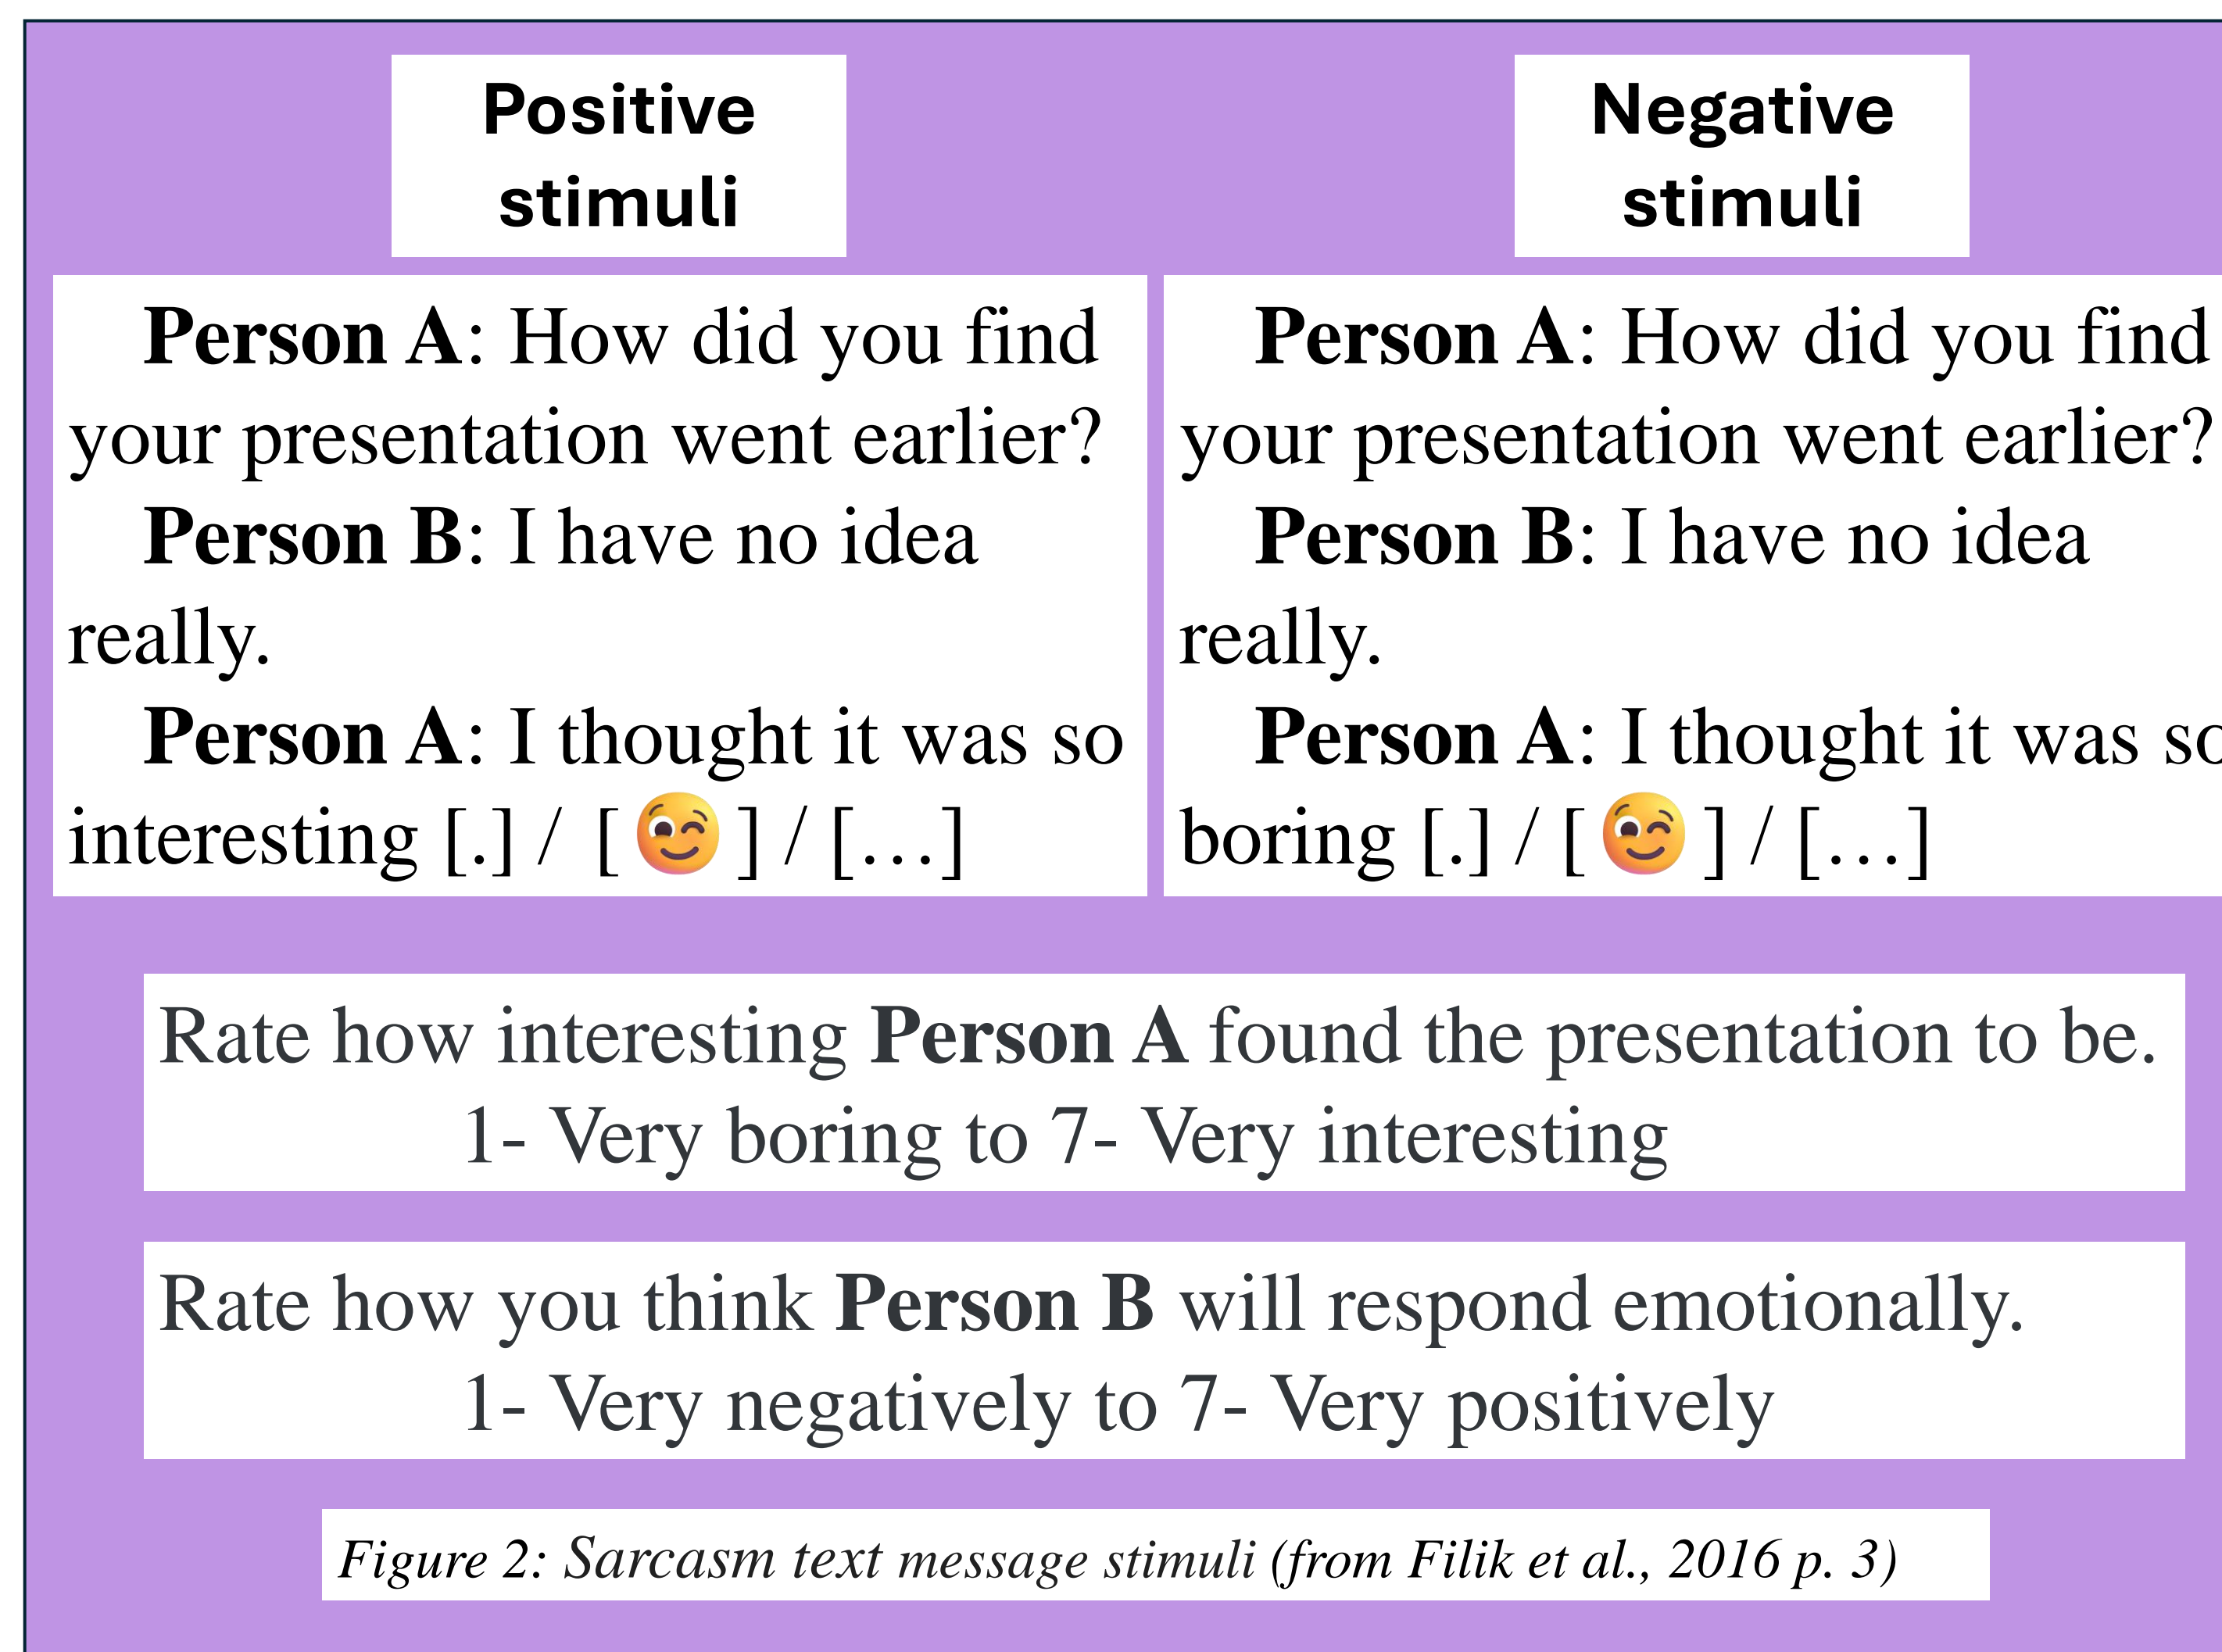 Positive
stimuli
Person A: How did you find
your presentation went earlier?
Person B: I have no idea
really.
Person A: I thought it was so
interesting [.] / [ 😉 ] / [...]
Negative
stimuli
Person A: How did you find
your presentation went earlier?
Person B: I have no idea
really.
Person A: I thought it was so
boring [.] / [ 😉 ] / [...]
Rate how interesting Person A found the presentation to be.
1- Very boring to 7- Very interesting
Rate how you think Person B will respond emotionally.
1- Very negatively to 7- Very positively
Figure 2: Sarcasm text message stimuli (from Filik et al., 2016 p. 3)